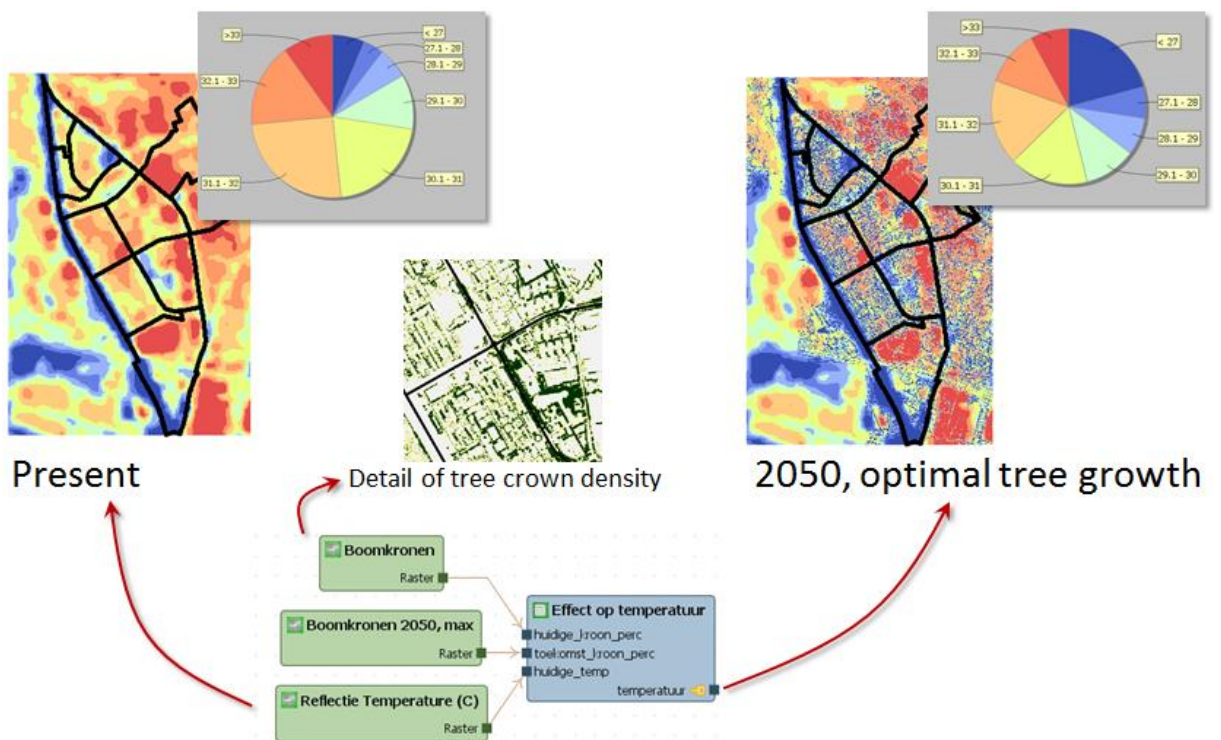 >33
< 27
27.1 - 28
28.1 - 29
32.1 - 33
29.1 - 30
31.1 - 32
30.1 - 31
>33
< 27
32.1 - 33
27.1 - 28
31.1 - 32
28.1 - 29
30.1 - 31
29.1 - 30
Present
Detail of tree crown density
2050, optimal tree growth
Boomkronen
Raster
Boomkronen 2050, max
Raster
Reflectie Temperature (C)
Raster
Effect op temperatuur
huidige_kroon_perc
toekomst_kroon_perc
huidige_temp
temperatuur